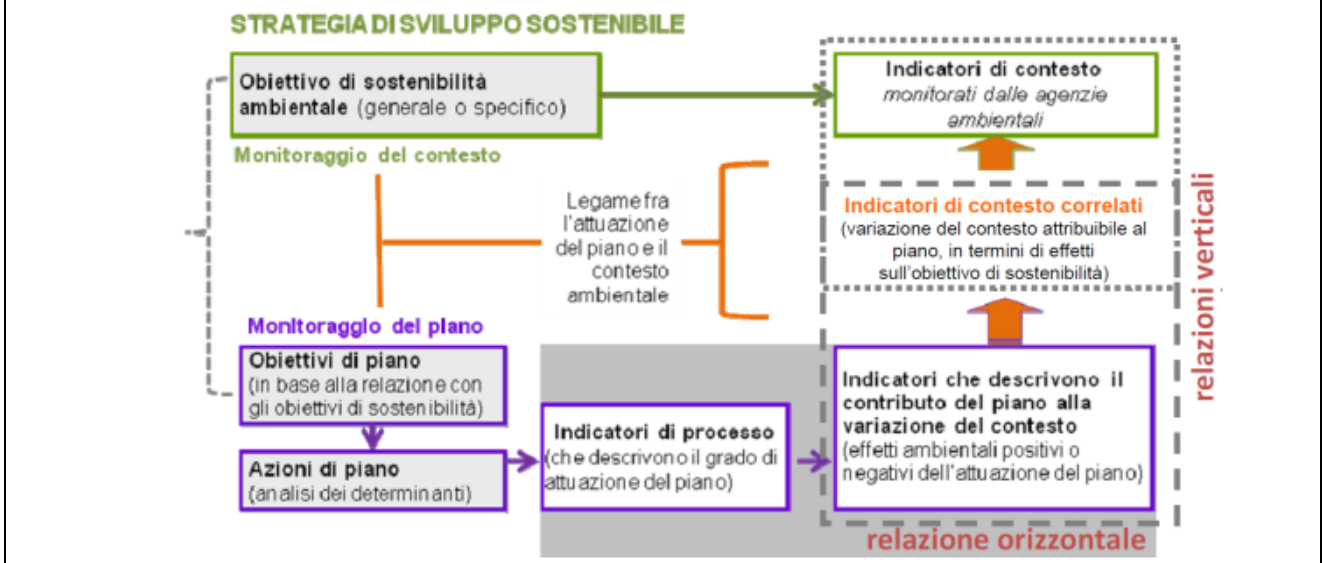 STRATEGIA DI SVILUPPO SOSTENIBILE
Obiettivo di sostenibilità
ambientale (generale o specifico)
Indicatori di contesto
monitorati dalle agenzie
ambientali
Monitoraggio del contesto
Legame fra
l'attuazione
del piano e il
contesto
ambientale
Indicatori di contesto correlati
(variazione del contesto attribuibile al
piano, in termini di effetti
sull'obiettivo di sostenibilità)
relazioni verticali
Monitoraggio del piano
Obiettivi di piano
(in base alla relazione con
gli obiettivi di sostenibilità)
Azioni di piano
(analisi dei determinanti)
Indicatori di processo
(che descrivono il grado di
attuazione del piano)
Indicatori che descrivono il
contributo del piano alla
variazione del contesto
(effetti ambientali positivi o
negativi dell'attuazione del piano)
relazione orizzontale